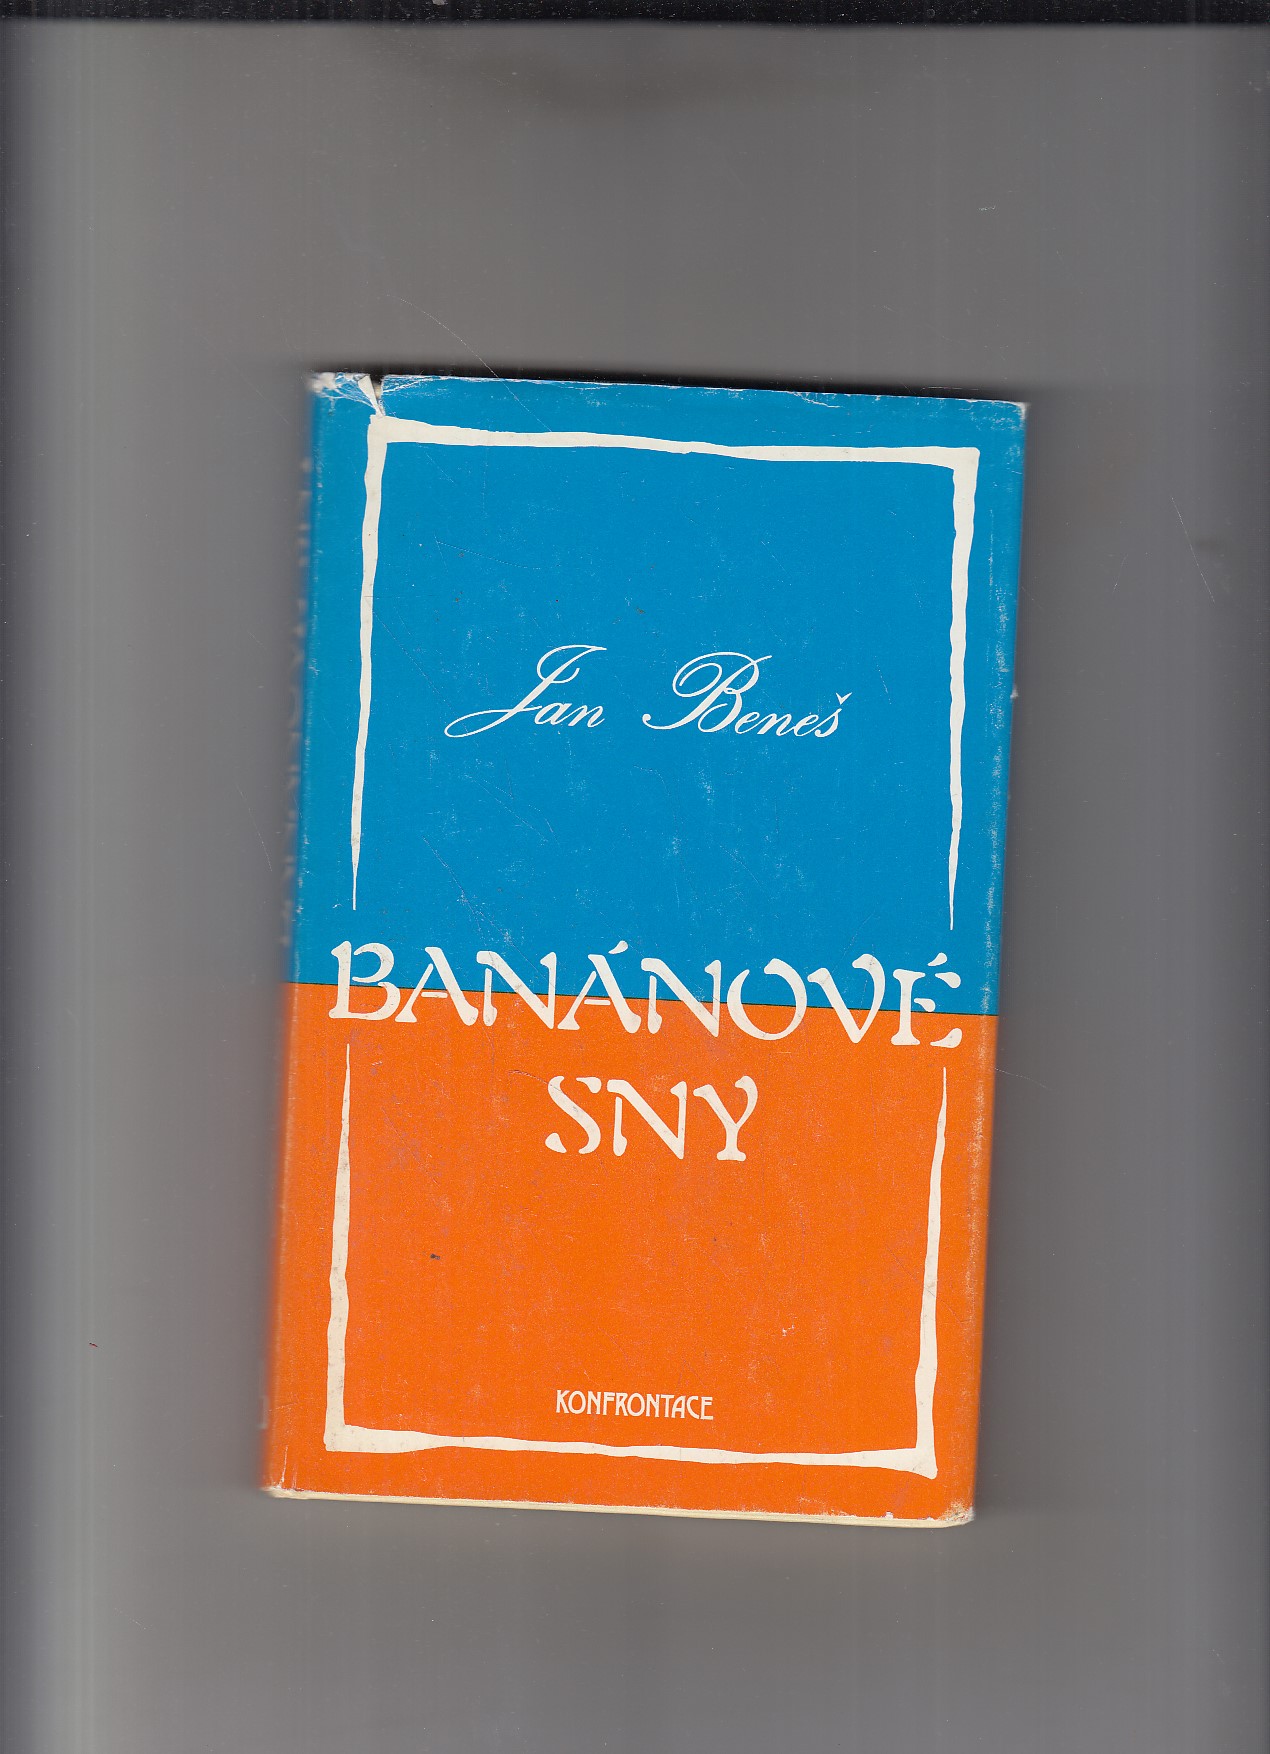 Jan Beneš
BANÁNOVÉ
SNY
KONFRONTACE